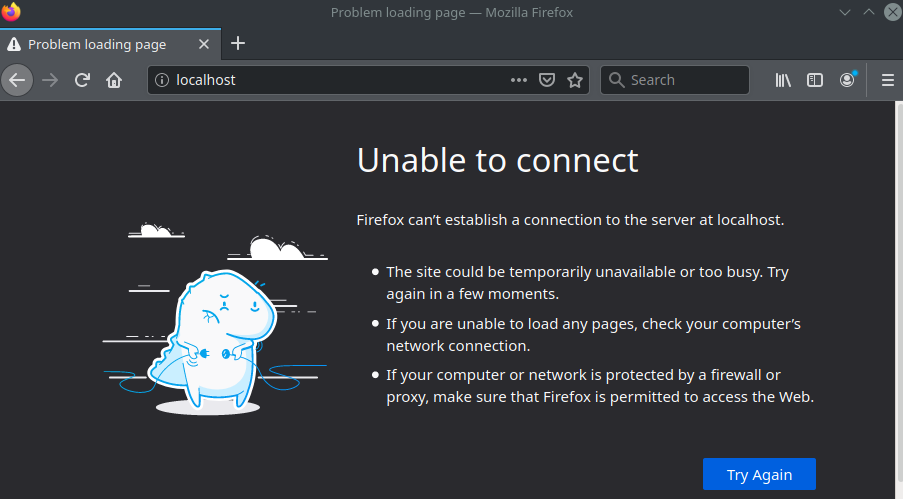 Problem loading page — Mozilla Firefox
Problem loading page
localhost
Search
Unable to connect
Firefox can’t establish a connection to the server at localhost.
The site could be temporarily unavailable or too busy. Try
again in a few moments.
If you are unable to load any pages, check your computer’s
network connection.
If your computer or network is protected by a firewall or
proxy, make sure that Firefox is permitted to access the Web.
Try Again